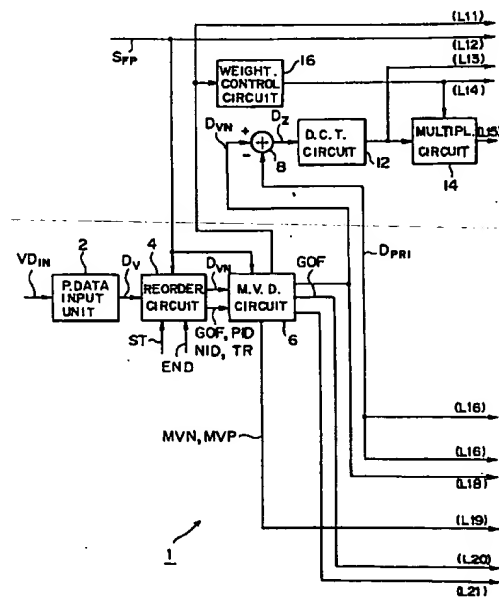 (L11)
SFP
(L12)
(L13)
WEIGHT.
CONTROL
CIRCUIT
16
(L14)
DVN
+
-
8
DZ
D.C.T.
CIRCUIT
12
MULTIPL.
CIRCUIT
14
(L15)
DPRI
VDIN
2
P.DATA
INPUT
UNIT
DV
4
REORDER
CIRCUIT
ST
END
DVN
GOF, PID
NID, TR
M.V.D.
CIRCUIT
6
GOF
MVN, MVP
(L16)
(L16)
(L18)
(L19)
(L20)
(L21)
1